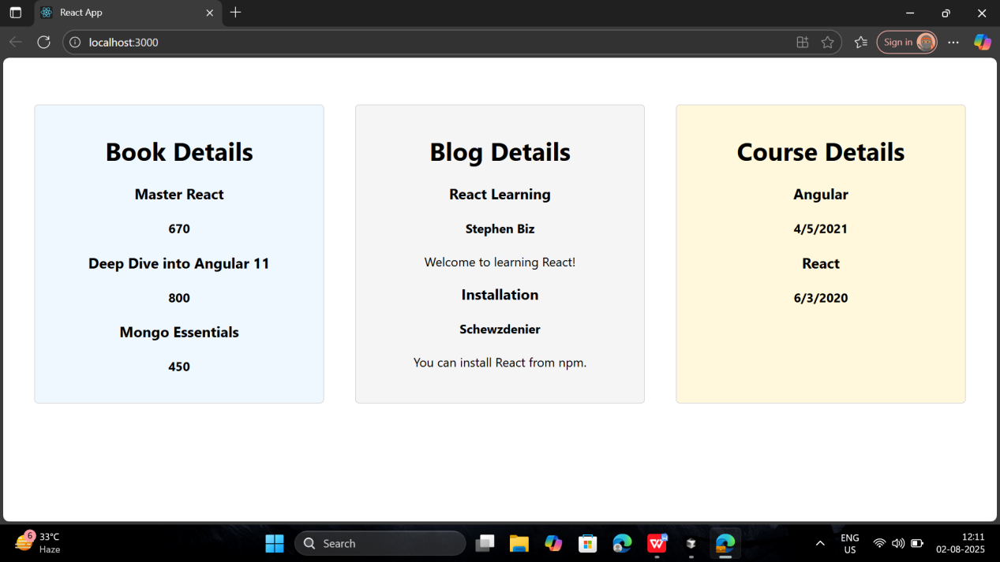 React App
localhost:3000
Sign in
Book Details
Master React
670
Deep Dive into Angular 11
800
Mongo Essentials
450
Blog Details
React Learning
Stephen Biz
Welcome to learning React!
Installation
Schewzdenier
You can install React from npm.
Course Details
Angular
4/5/2021
React
6/3/2020
6
33°C
Haze
Search
W
ENG
US
12:11
02-08-2025